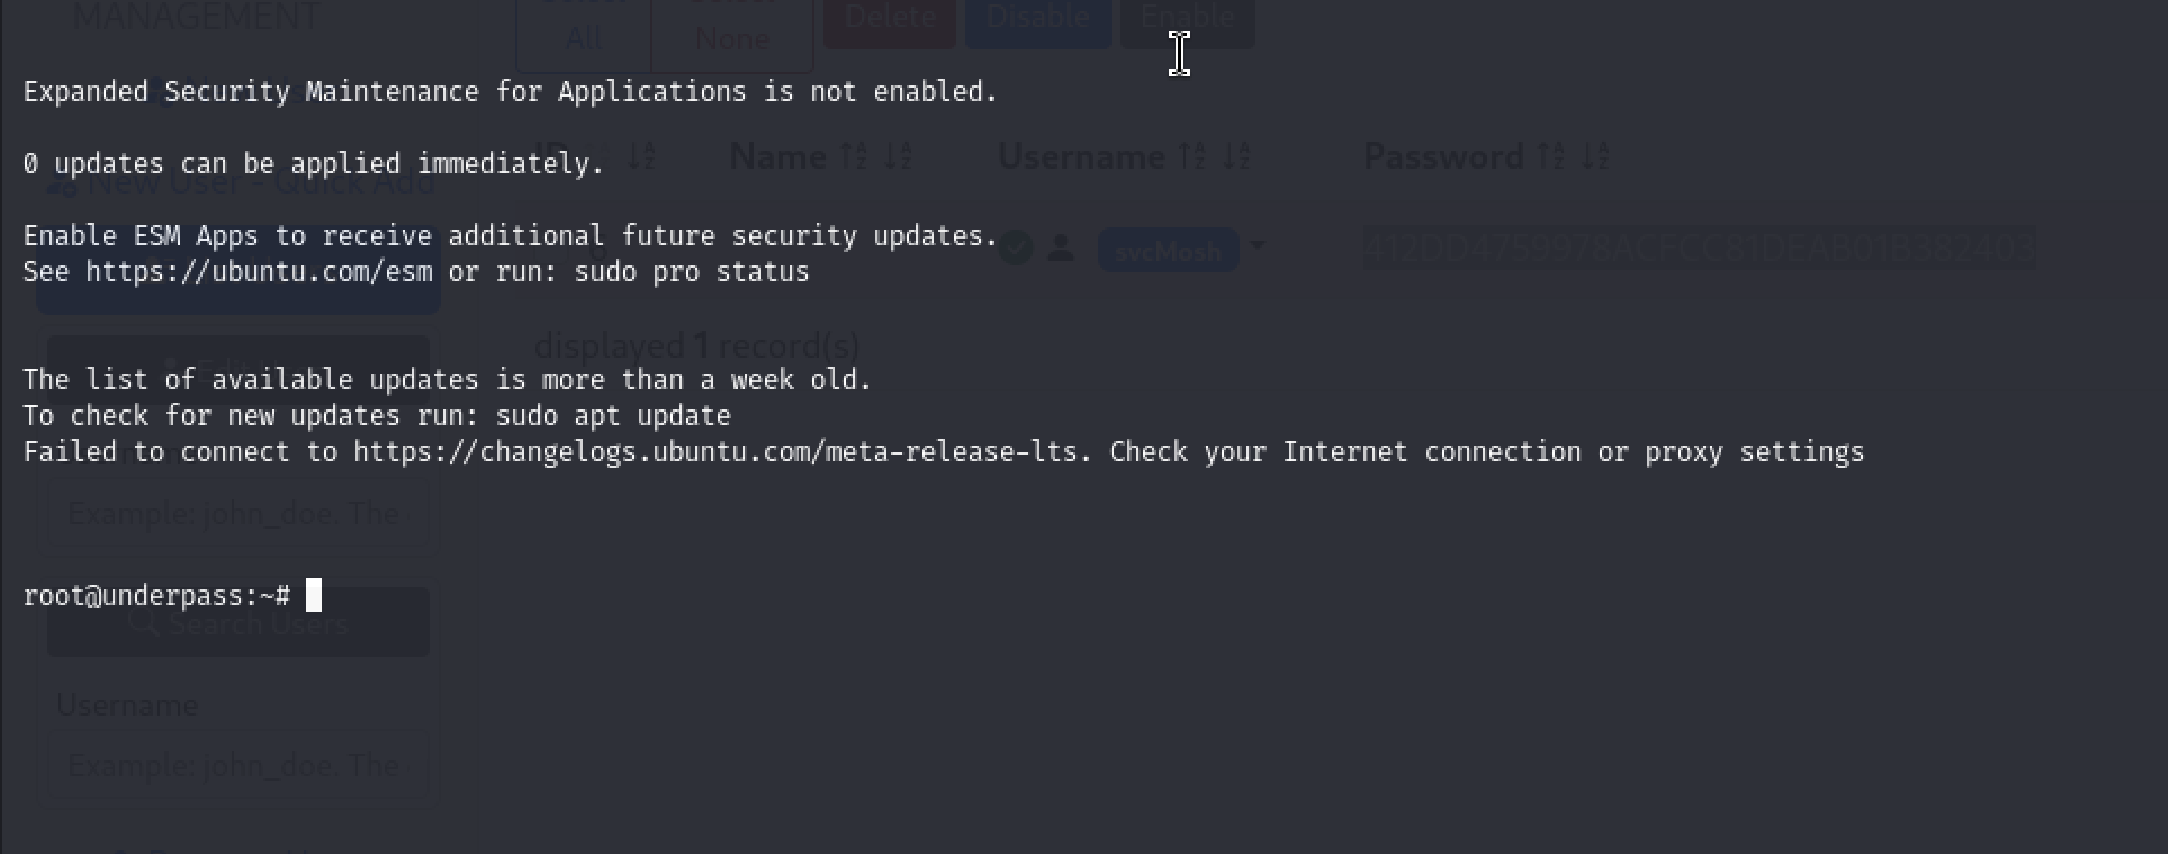 MANAGEMENT
Select All
Select None
Delete
Disable
Enable
Expanded Security Maintenance for Applications is not enabled.
ID Name Username Password
0 updates can be applied immediately.
New User - Quick Add
Enable ESM Apps to receive additional future security updates.
svcMosh 412DD4759978ACFCC81DEAB01B382403
See https://ubuntu.com/esm or run: sudo pro status
displayed 1 record(s)
The list of available updates is more than a week old.
To check for new updates run: sudo apt update
Failed to connect to https://changelogs.ubuntu.com/meta-release-lts. Check your Internet connection or proxy settings
Example: john_doe. The
root@underpass:~#
Search Users
Username
Example: john_doe. The